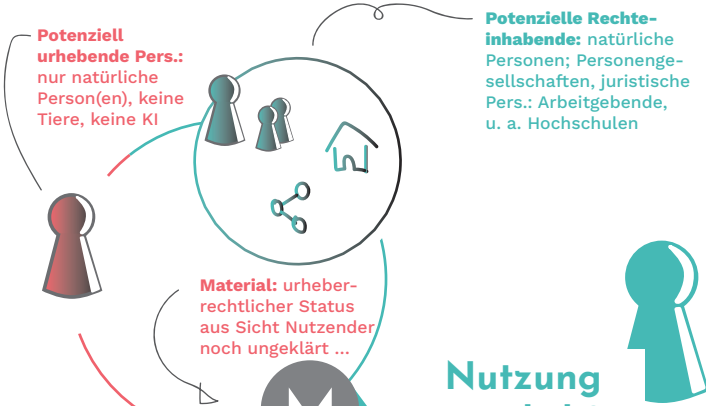 Potenziell
urhebende Pers.:
nur natürliche
Person(en), keine
Tiere, keine KI
Potenzielle Rechte-
inhabende: natürliche
Personen; Personenge-
sellschaften, juristische
Pers.: Arbeitgebende,
u. a. Hochschulen
Material: urheber-
rechtlicher Status
aus Sicht Nutzender
noch ungeklärt ...
M
Nutzung